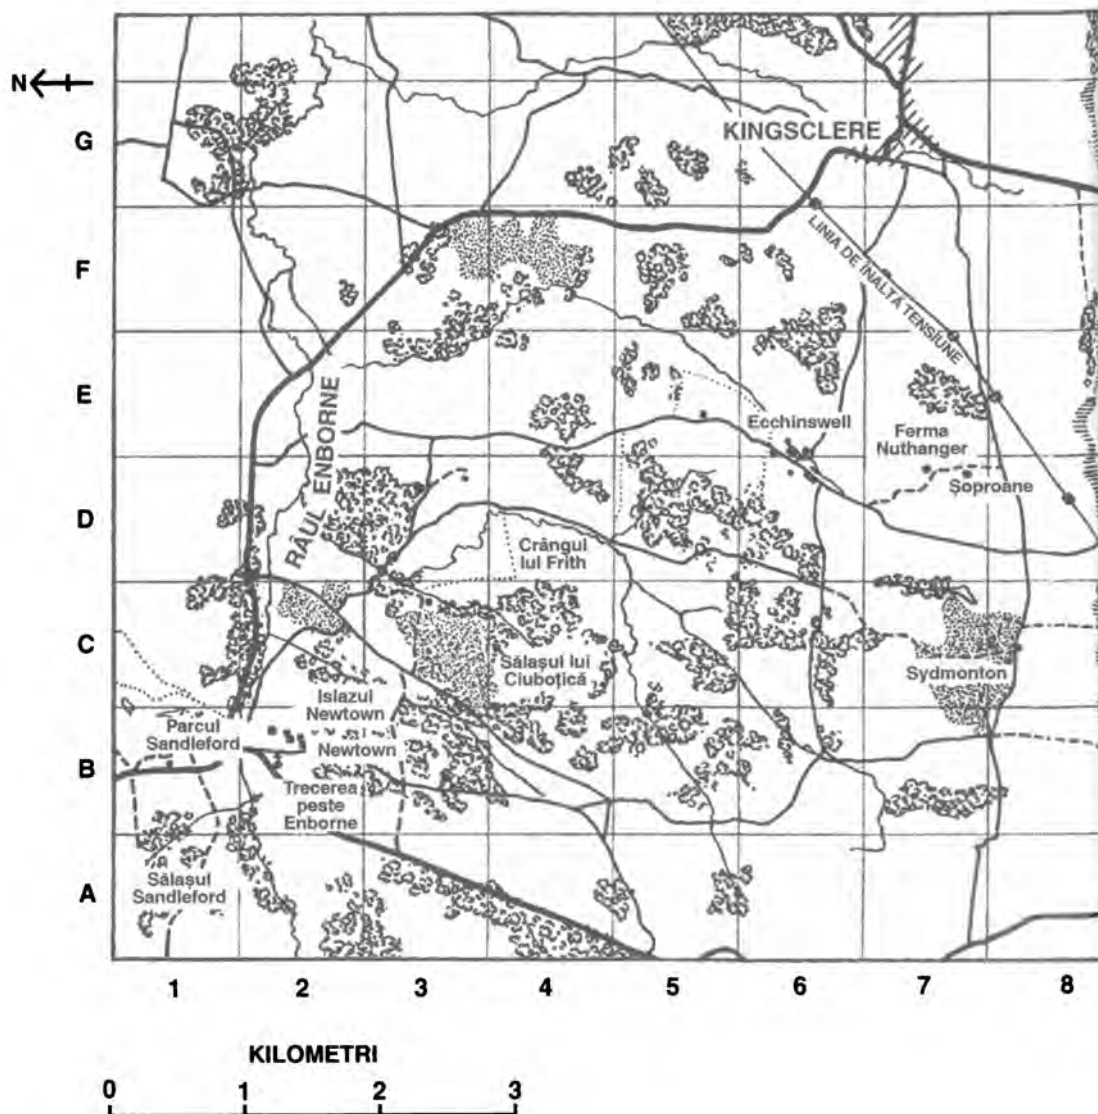 N
G
KINGSCLERE
F
LINIA DE ÎNALTĂ TENSIUNE
RÂUL ENBORNE
E
Ecchinswell
Ferma
Nuthanger
Șoproane
D
Crângul
lui Frith
C
Sălașul lui
Ciuboțică
Sydmonton
Islazul
Newtown
Parcul
Sandleford
Newtown
B
Trecerea
peste
Enborne
Sălașul
Sandleford
A
1 2 3 4 5 6 7 8
KILOMETRI
0 1 2 3